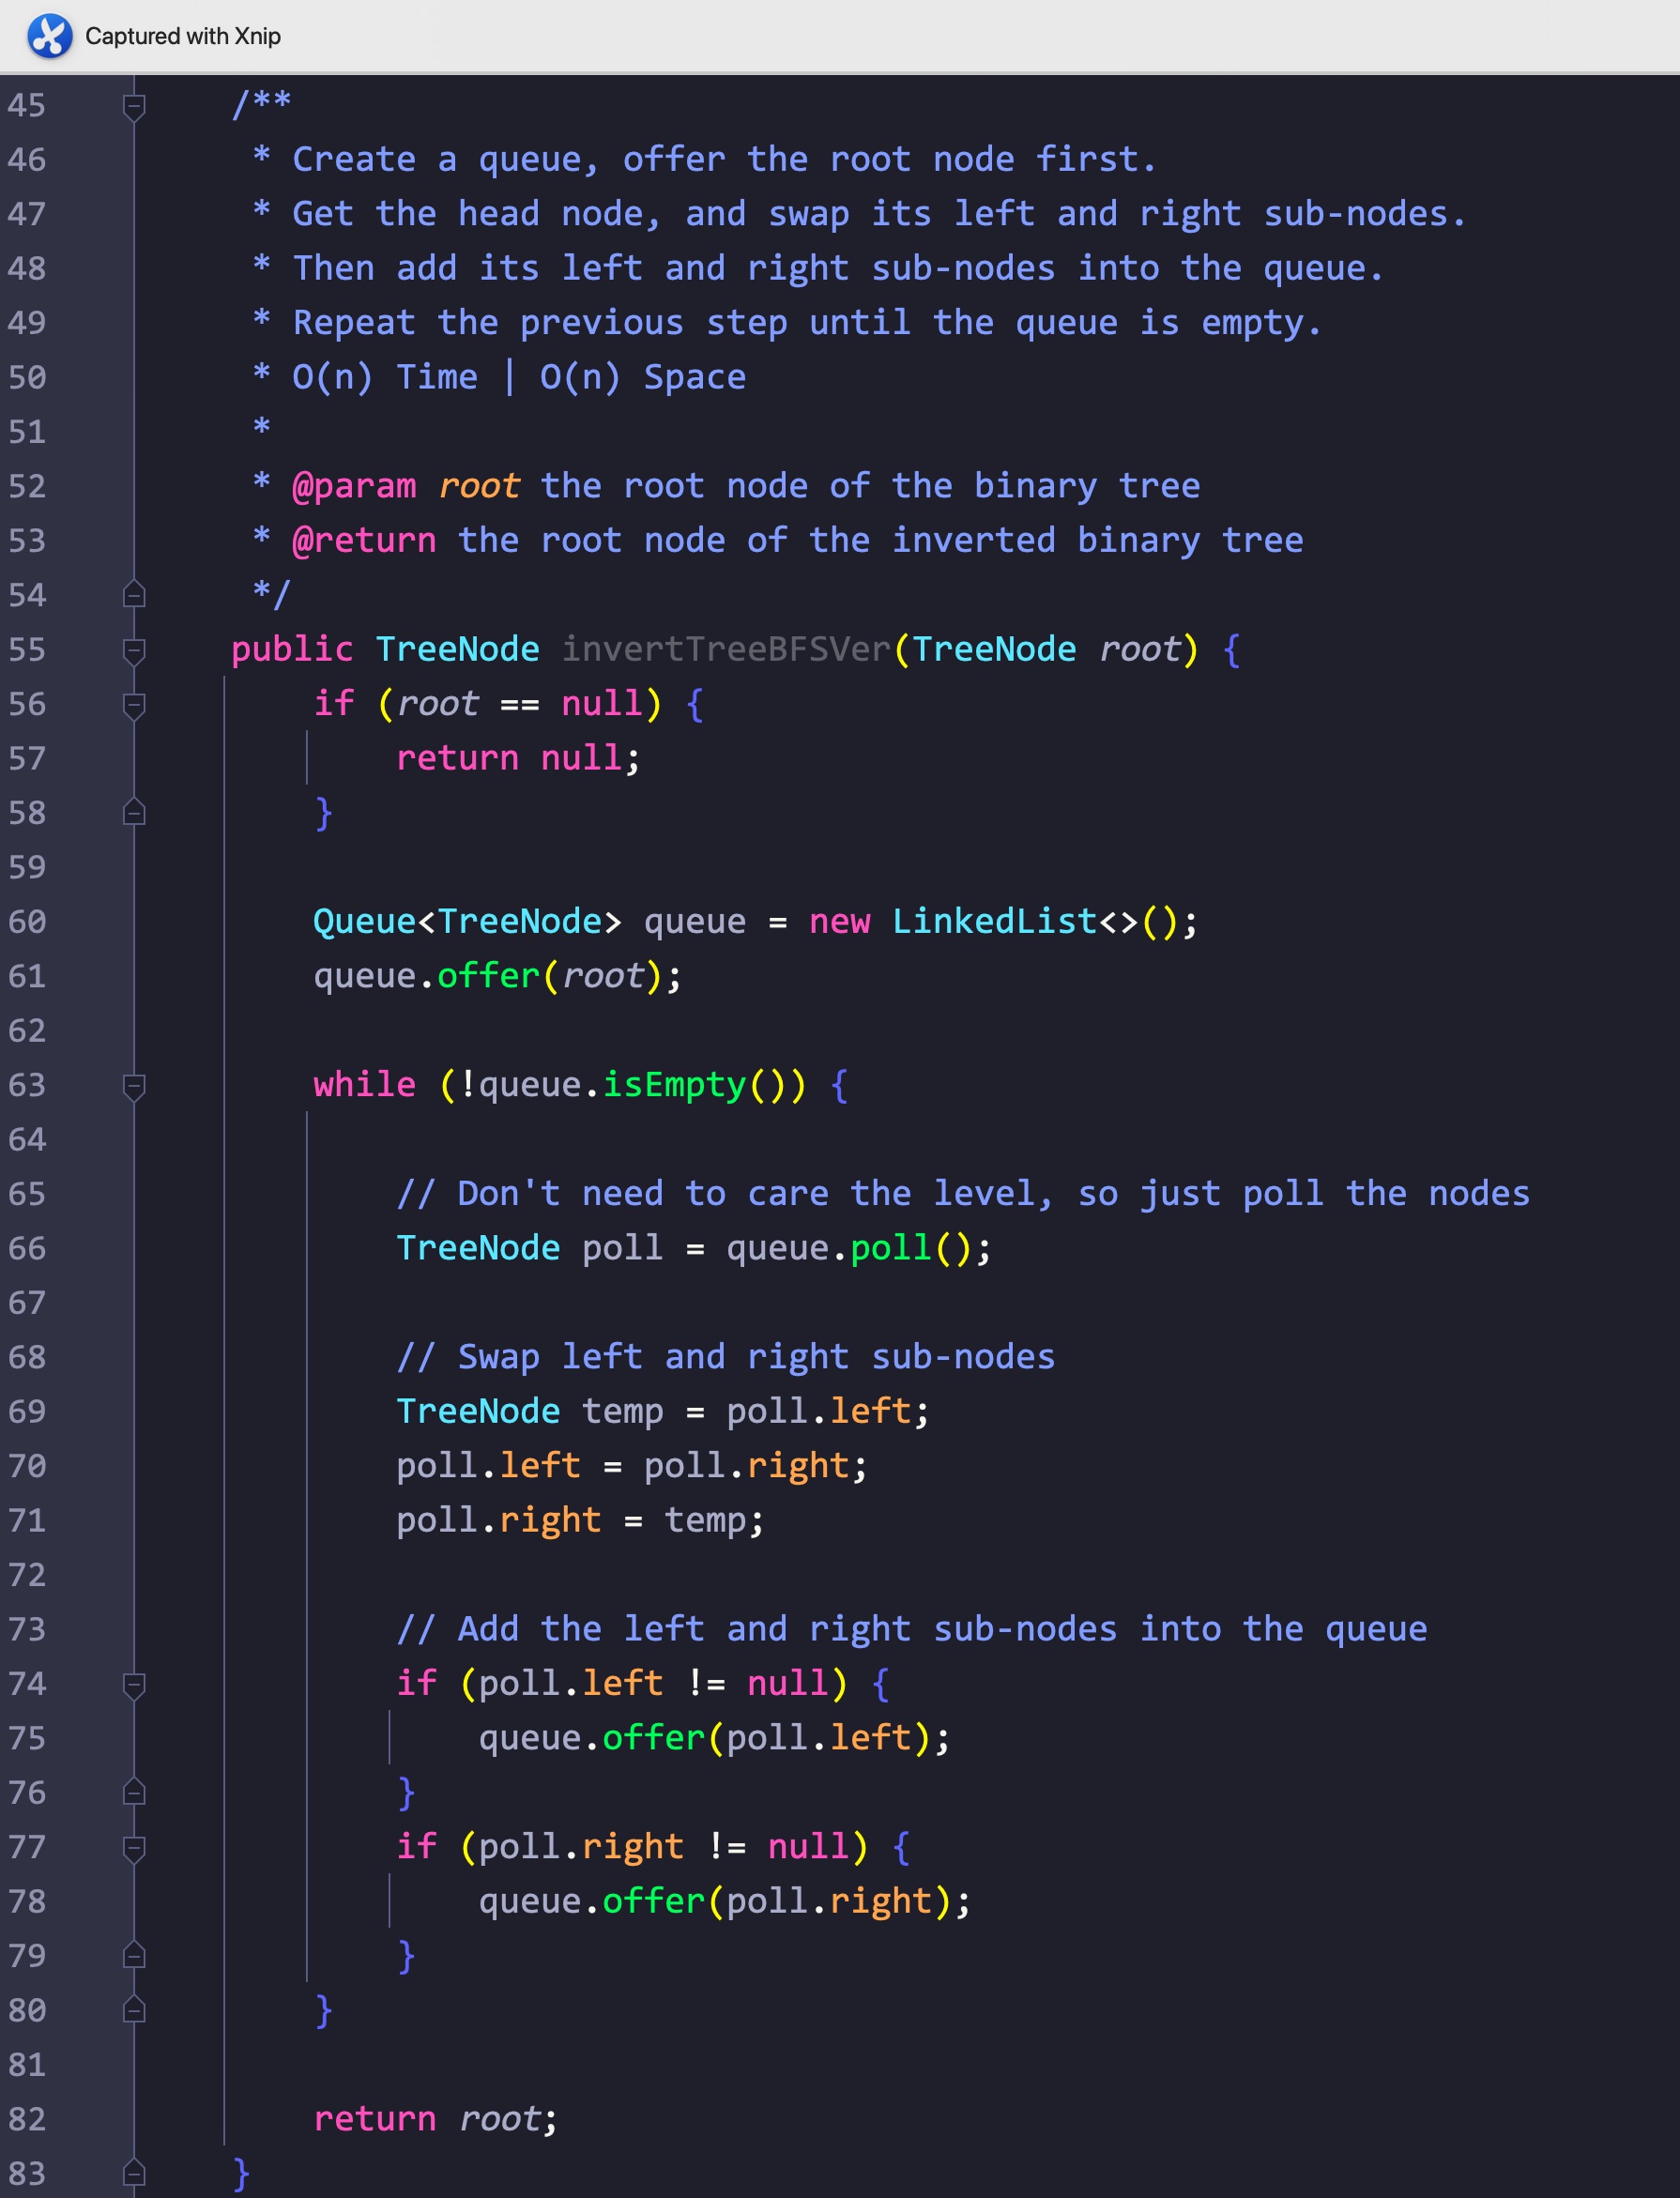 Captured with Xnip
45 /**
46 * Create a queue, offer the root node first.
47 * Get the head node, and swap its left and right sub-nodes.
48 * Then add its left and right sub-nodes into the queue.
49 * Repeat the previous step until the queue is empty.
50 * O(n) Time | O(n) Space
51 *
52 * @param root the root node of the binary tree
53 * @return the root node of the inverted binary tree
54 */
55 public TreeNode invertTreeBFSVer(TreeNode root) {
56 if (root == null) {
57 return null;
58 }
59
60 Queue<TreeNode> queue = new LinkedList<>();
61 queue.offer(root);
62
63 while (!queue.isEmpty()) {
64
65 // Don't need to care the level, so just poll the nodes
66 TreeNode poll = queue.poll();
67
68 // Swap left and right sub-nodes
69 TreeNode temp = poll.left;
70 poll.left = poll.right;
71 poll.right = temp;
72
73 // Add the left and right sub-nodes into the queue
74 if (poll.left != null) {
75 queue.offer(poll.left);
76 }
77 if (poll.right != null) {
78 queue.offer(poll.right);
79 }
80 }
81
82 return root;
83 }